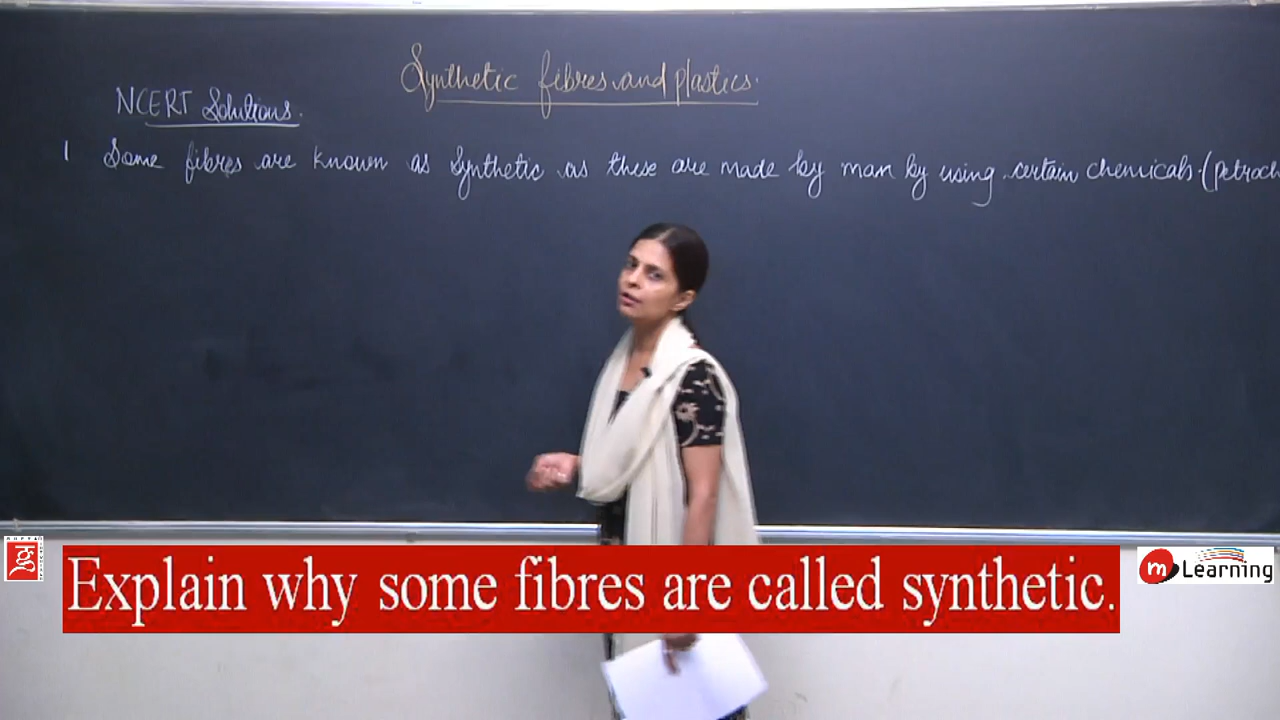 Synthetic fibres and plastics.
NCERT Solutions.
1 Some fibres are known as Synthetic as these are made by man by using certain chemicals. (petroch
Explain why some fibres are called synthetic.
m Learning